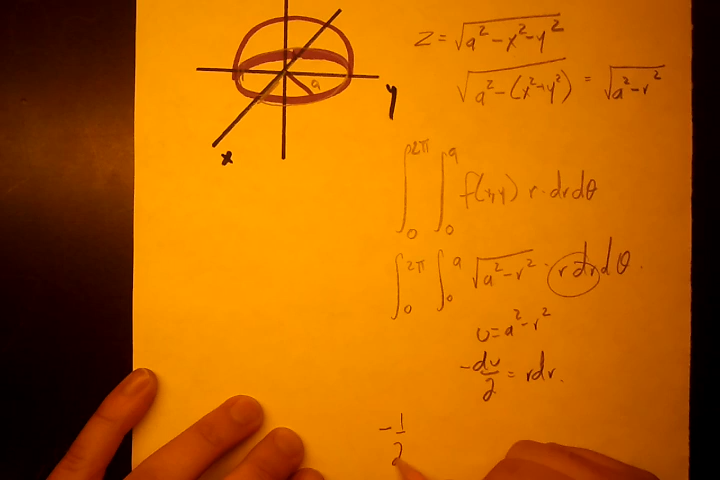 z = √(a² - x² - y²)
√(a² - (x² + y²)) = √(a² - r²)
a
y
x
∫₀^2π ∫₀^a f(x,y) r · dr dθ
∫₀^2π ∫₀^a √(a² - r²) · r dr dθ.
u = a² - r²
-du/2 = r dr.
-1/2